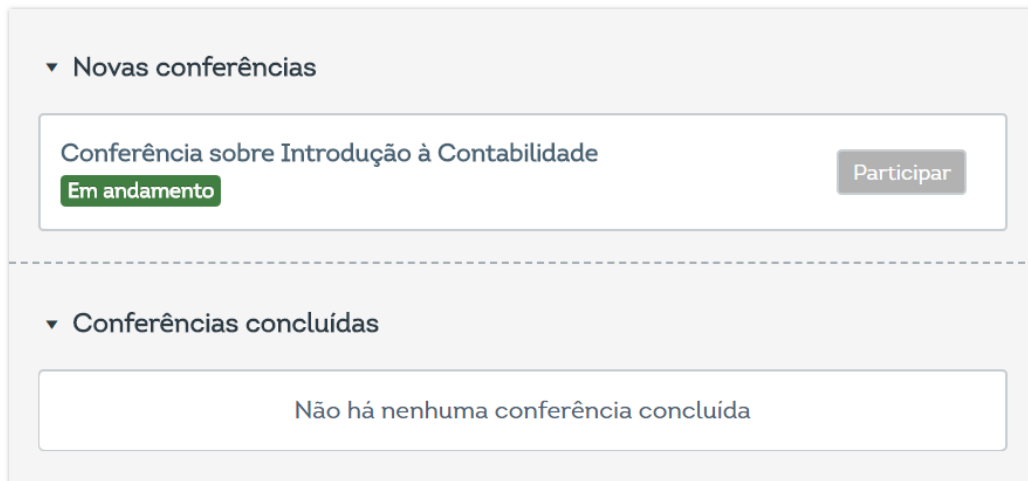 Novas conferências
Conferência sobre Introdução à Contabilidade
Em andamento
Participar
Conferências concluídas
Não há nenhuma conferência concluída